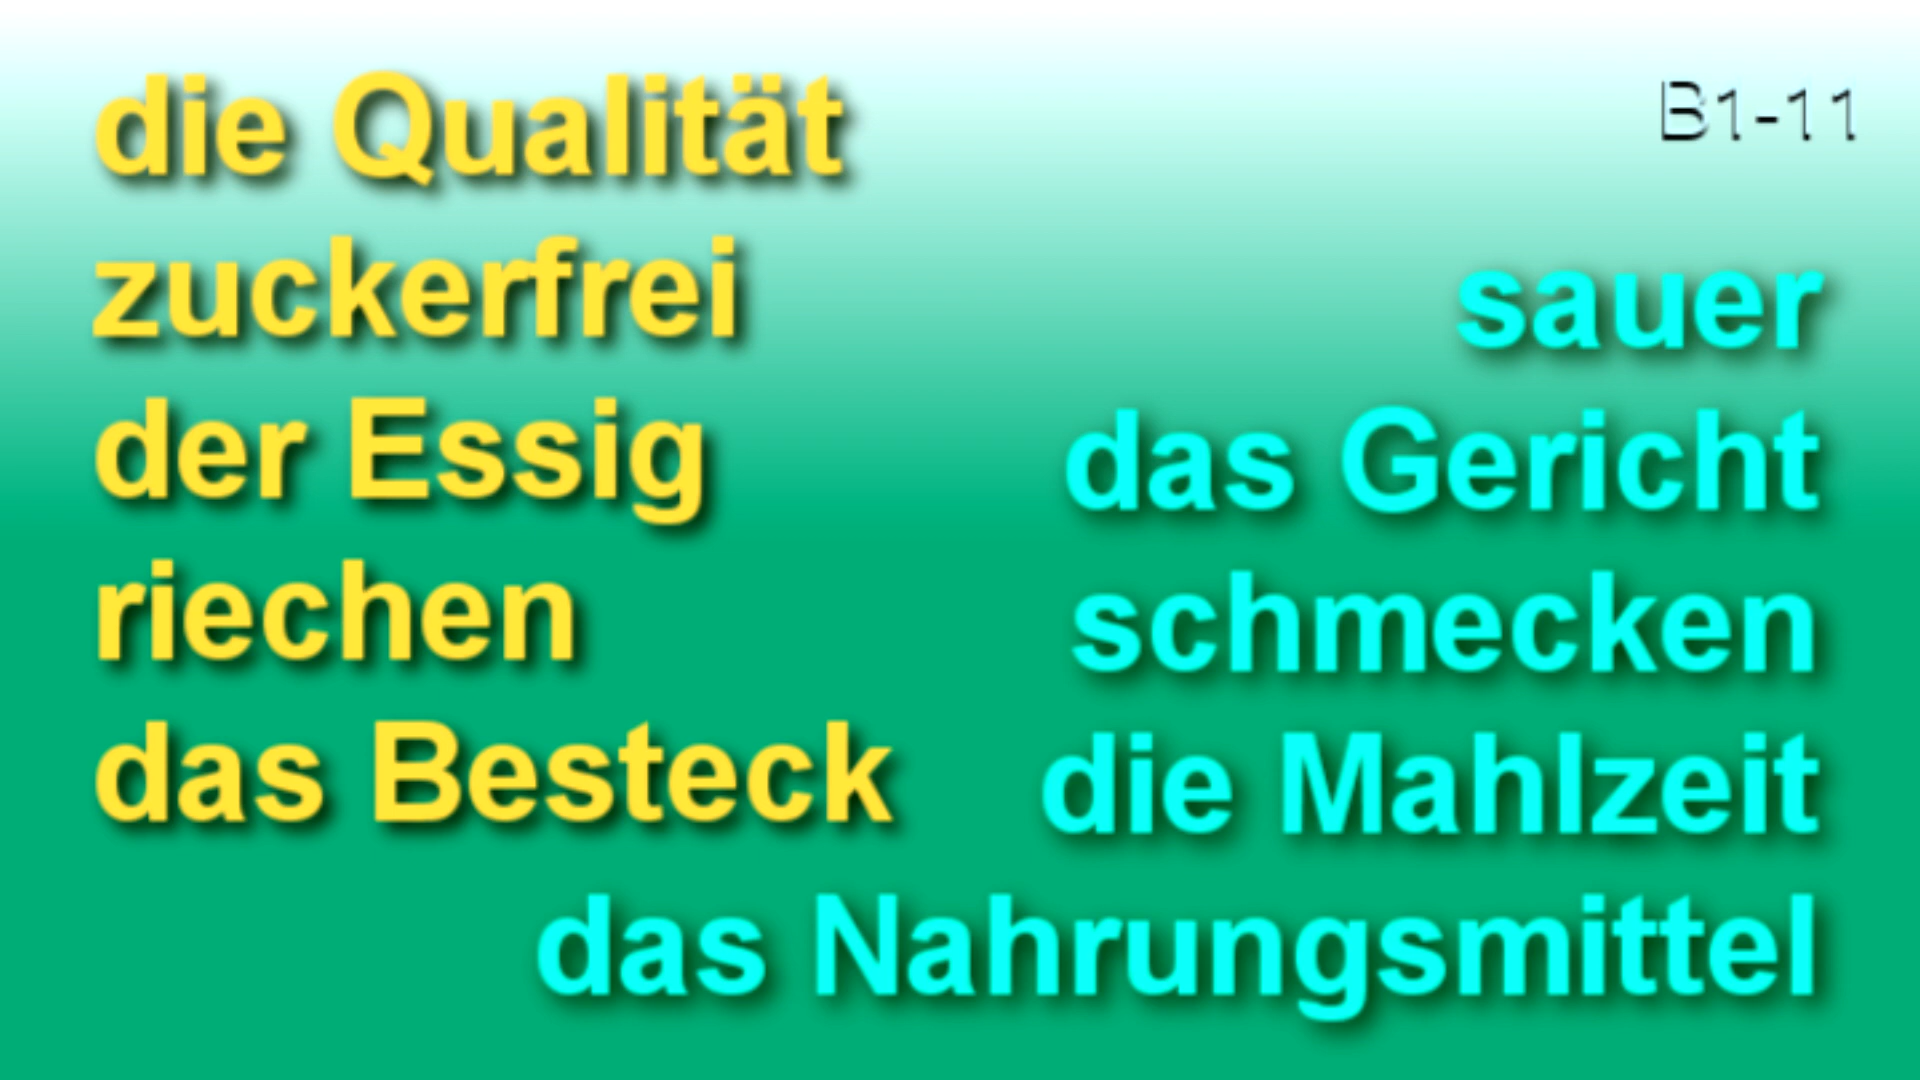 die Qualität
zuckerfrei
der Essig
riechen
das Besteck
B1-11
sauer
das Gericht
schmecken
die Mahlzeit
das Nahrungsmittel